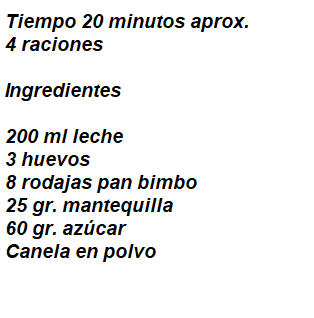 Tiempo 20 minutos aprox.
4 raciones
Ingredientes
200 ml leche
3 huevos
8 rodajas pan bimbo
25 gr. mantequilla
60 gr. azúcar
Canela en polvo